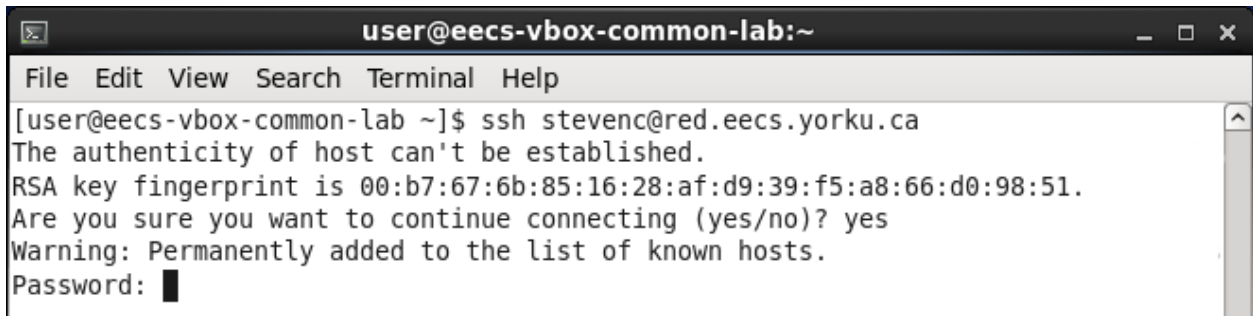 user@eecs-vbox-common-lab:~
File Edit View Search Terminal Help
[user@eecs-vbox-common-lab ~]$ ssh stevenc@red.eecs.yorku.ca
The authenticity of host can't be established.
RSA key fingerprint is 00:b7:67:6b:85:16:28:af:d9:39:f5:a8:66:d0:98:51.
Are you sure you want to continue connecting (yes/no)? yes
Warning: Permanently added to the list of known hosts.
Password: